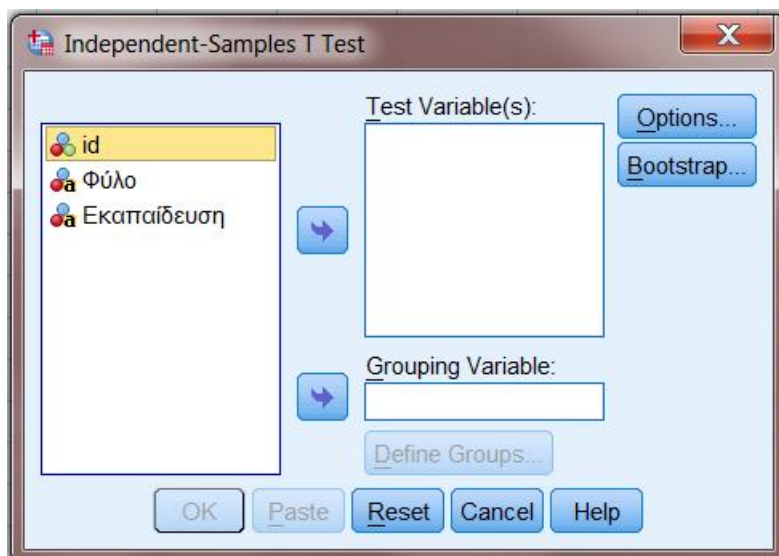 Independent-Samples T Test
id
Φύλο
Εκαπαίδευση
Test Variable(s):
Grouping Variable:
Define Groups...
Options...
Bootstrap...
OK Paste Reset Cancel Help